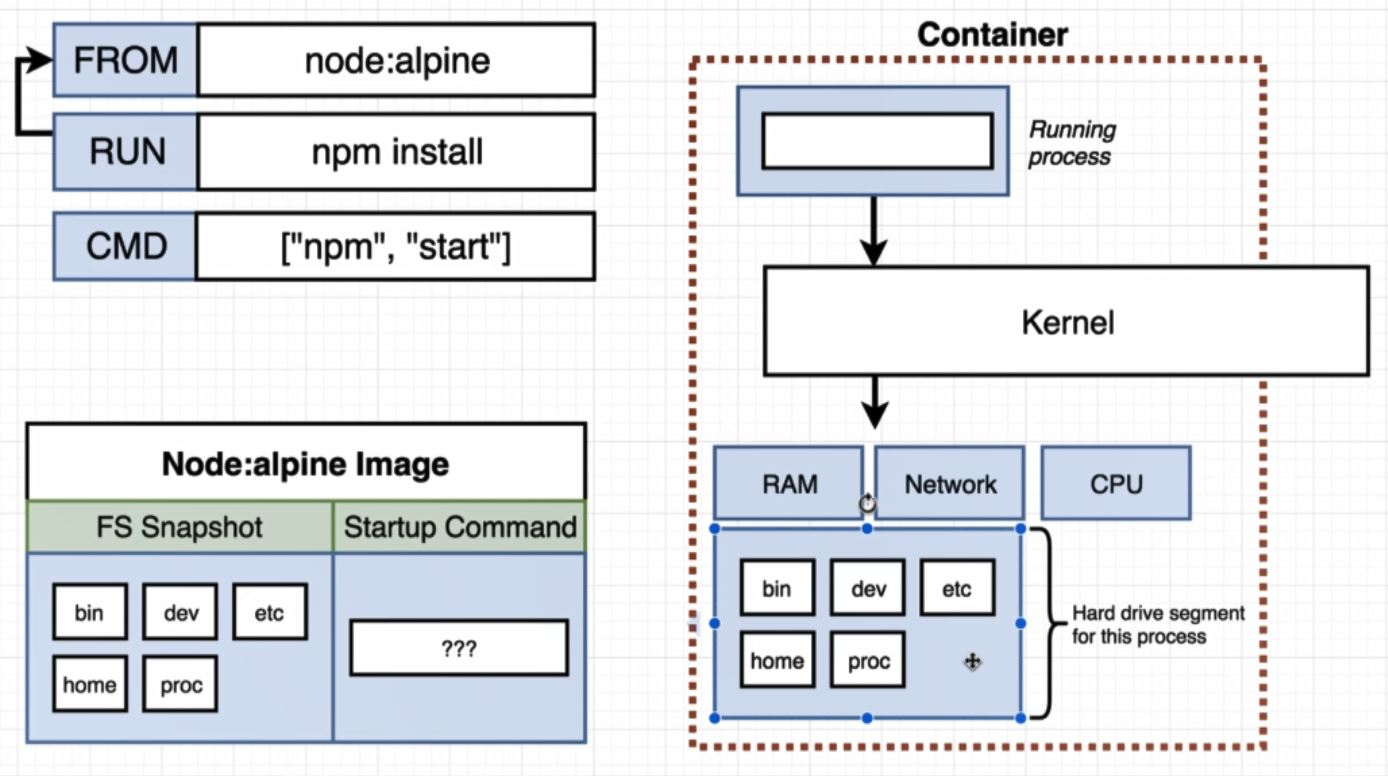 FROM node:alpine
RUN npm install
CMD ["npm", "start"]
Node:alpine Image
FS Snapshot Startup Command
bin dev etc
???
home proc
Container
Running
process
Kernel
RAM Network CPU
bin dev etc
home proc
Hard drive segment
for this process